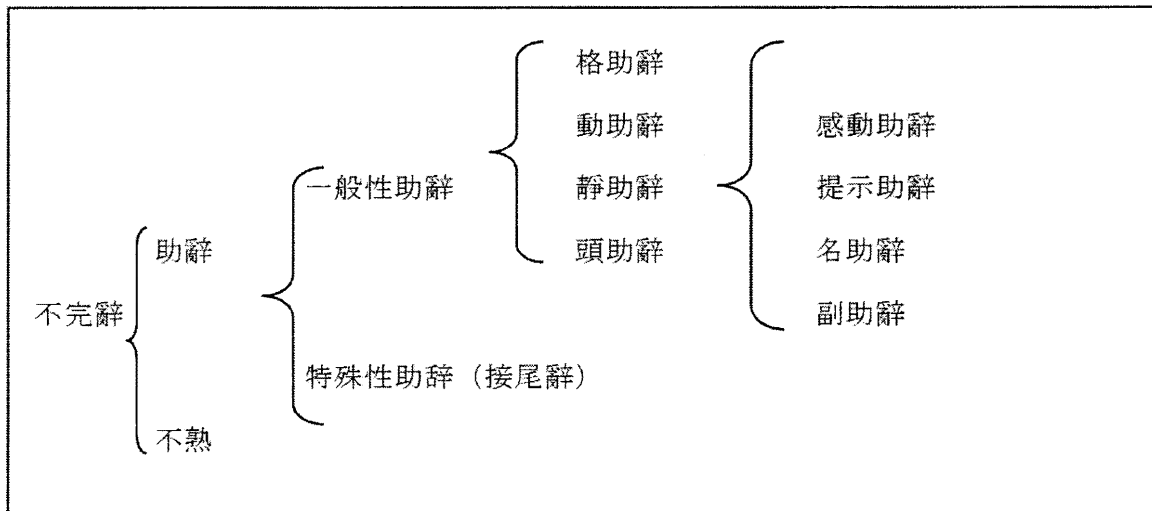 格助辭
動助辭
感動助辭
靜助辭
提示助辭
一般性助辭
頭助辭
名助辭
助辭
副助辭
不完辭
特殊性助辞（接尾辭）
不熟